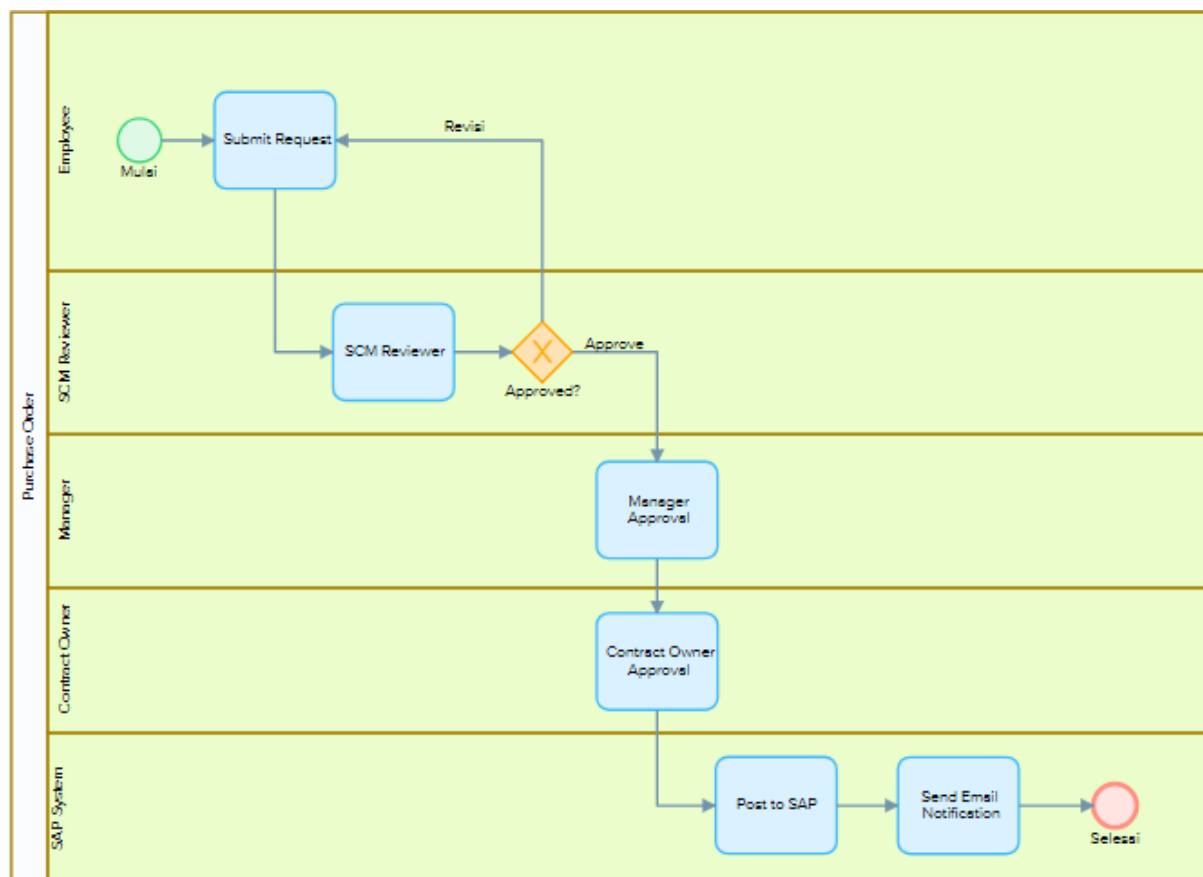 Purchase Order
Employee
Mulai
Submit Request
Revisi
SCM Reviewer
SCM Reviewer
Approved?
Approve
Manager
Manager
Approval
Contract Owner
Contract Owner
Approval
SAP System
Post to SAP
Send Email
Notification
Selesai